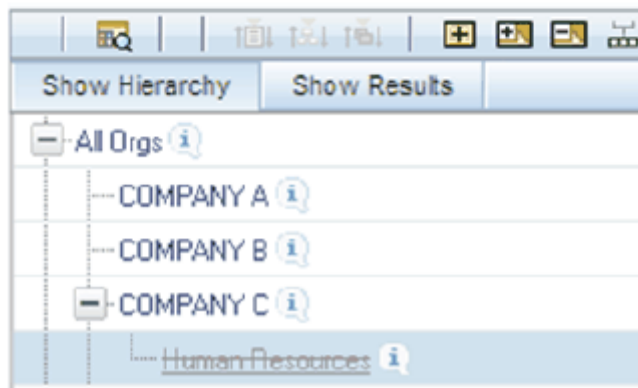 Show Hierarchy Show Results
All Orgs
COMPANY A
COMPANY B
COMPANY C
Human Resources